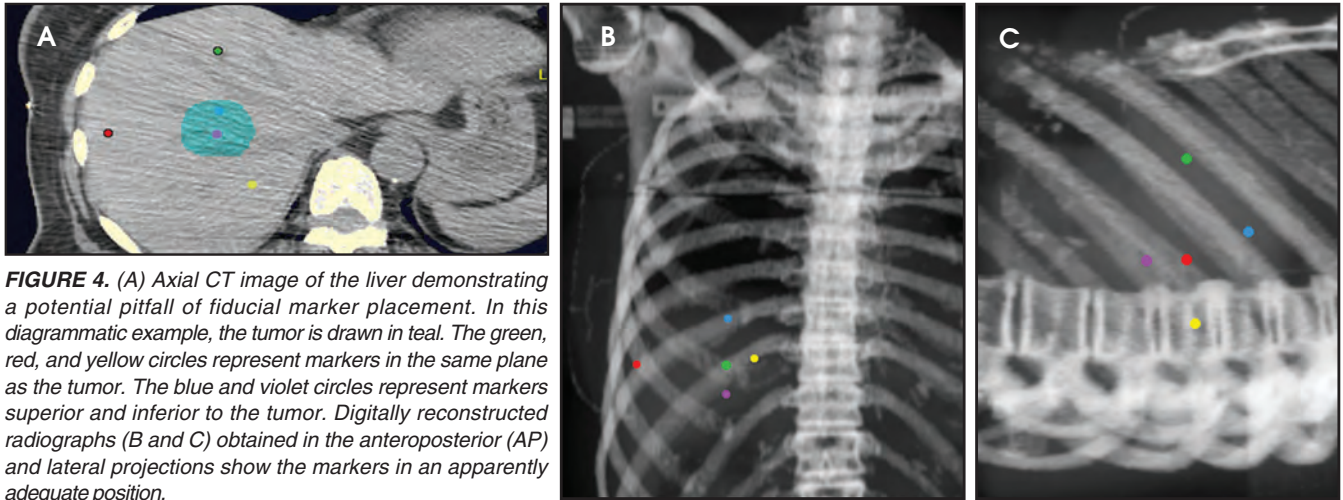 A
L
B
C
FIGURE 4. (A) Axial CT image of the liver demonstrating
a potential pitfall of fiducial marker placement. In this
diagrammatic example, the tumor is drawn in teal. The green,
red, and yellow circles represent markers in the same plane
as the tumor. The blue and violet circles represent markers
superior and inferior to the tumor. Digitally reconstructed
radiographs (B and C) obtained in the anteroposterior (AP)
and lateral projections show the markers in an apparently
adequate position.